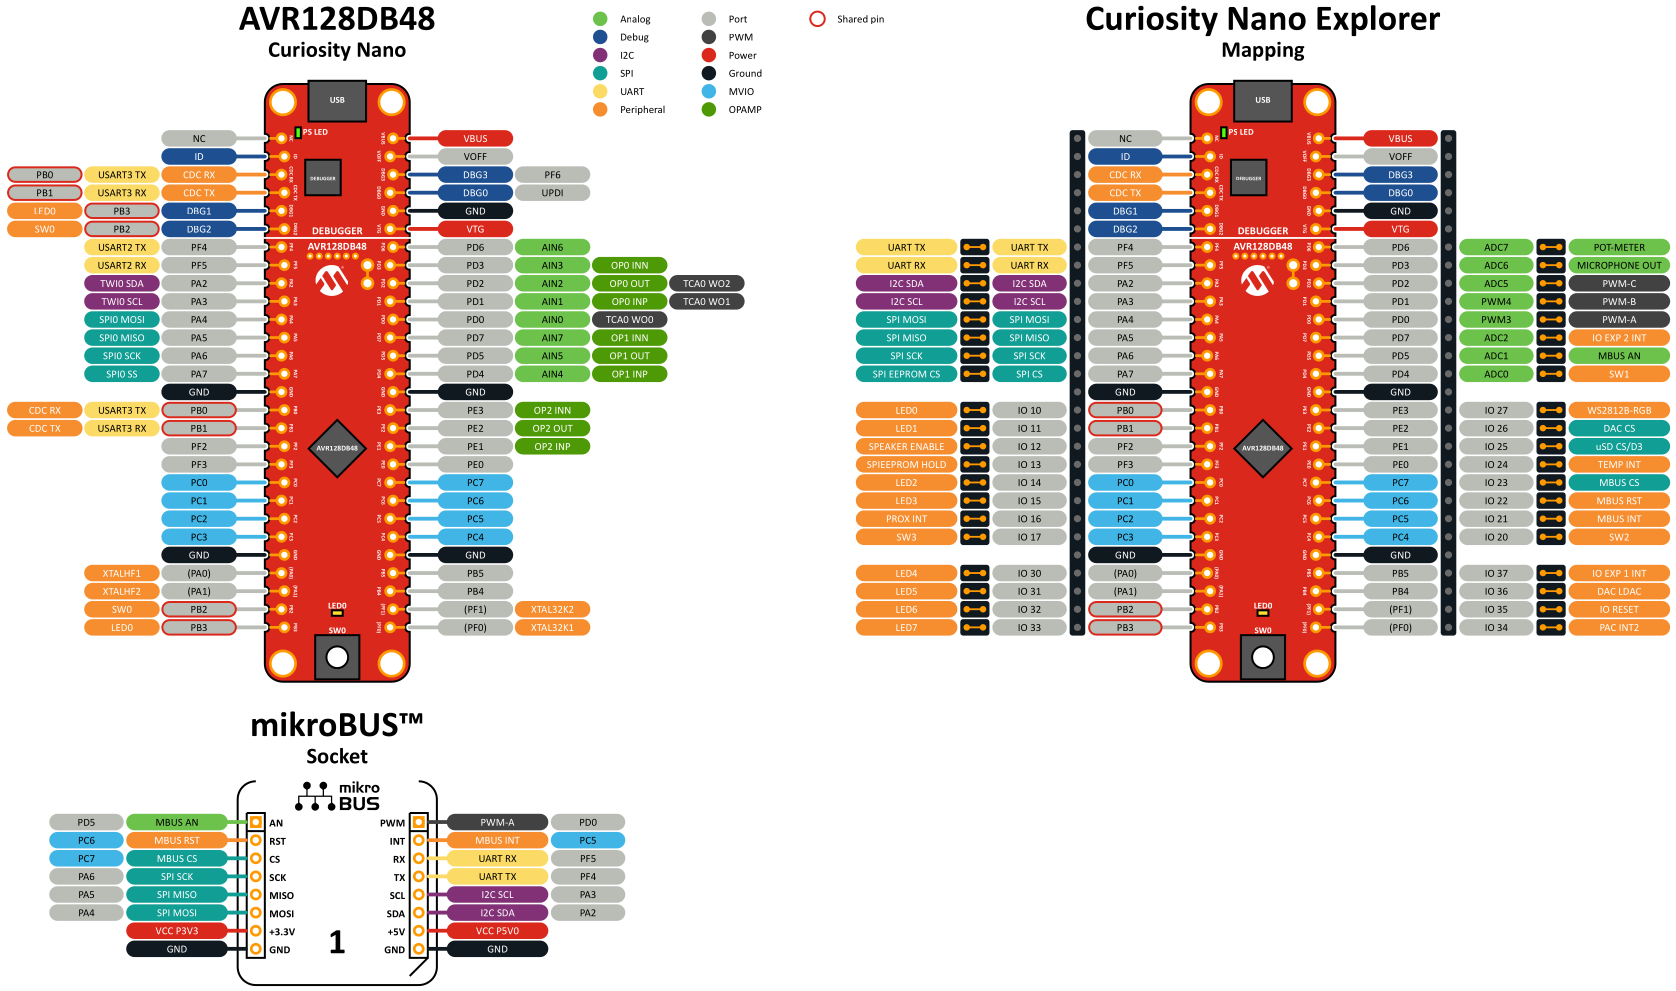 AVR128DB48
Curiosity Nano
Analog
Debug
I2C
SPI
UART
Peripheral
Port
PWM
Power
Ground
MVIO
OPAMP
Shared pin
Curiosity Nano Explorer
Mapping
USB
PS LED
DEBUGGER
DEBUGGER
AVR128DB48
AVR128DB48
LED0
SW0
NC
ID
PB0 USART3 TX CDC RX
PB1 USART3 RX CDC TX
LED0 PB3 DBG1
SW0 PB2 DBG2
USART2 TX PF4
USART2 RX PF5
TWI0 SDA PA2
TWI0 SCL PA3
SPI0 MOSI PA4
SPI0 MISO PA5
SPI0 SCK PA6
SPI0 SS PA7
GND
CDC RX USART3 TX PB0
CDC TX USART3 RX PB1
PF2
PF3
PC0
PC1
PC2
PC3
GND
XTALHF1 (PA0)
XTALHF2 (PA1)
SW0 PB2
LED0 PB3
VBUS
VOFF
DBG3 PF6
DBG0 UPDI
GND
VTG
PD6 AIN6
PD3 AIN3 OP0 INN
PD2 AIN2 OP0 OUT TCA0 WO2
PD1 AIN1 OP0 INP TCA0 WO1
PD0 AIN0 TCA0 WO0
PD7 AIN7 OP1 INN
PD5 AIN5 OP1 OUT
PD4 AIN4 OP1 INP
GND
PE3 OP2 INN
PE2 OP2 OUT
PE1 OP2 INP
PE0
PC7
PC6
PC5
PC4
GND
PB5
PB4
(PF1) XTAL32K2
(PF0) XTAL32K1
USB
PS LED
DEBUGGER
DEBUGGER
AVR128DB48
AVR128DB48
LED0
SW0
NC
ID
CDC RX
CDC TX
DBG1
DBG2
UART TX UART TX PF4
UART RX UART RX PF5
I2C SDA I2C SDA PA2
I2C SCL I2C SCL PA3
SPI MOSI SPI MOSI PA4
SPI MISO SPI MISO PA5
SPI SCK SPI SCK PA6
SPI EEPROM CS SPI CS PA7
GND
LED0 IO 10 PB0
LED1 IO 11 PB1
SPEAKER ENABLE IO 12 PF2
SPIEEPROM HOLD IO 13 PF3
LED2 IO 14 PC0
LED3 IO 15 PC1
PROX INT IO 16 PC2
SW3 IO 17 PC3
GND
LED4 IO 30 (PA0)
LED5 IO 31 (PA1)
LED6 IO 32 PB2
LED7 IO 33 PB3
VBUS
VOFF
DBG3
DBG0
GND
VTG
PD6 ADC7 POT-METER
PD3 ADC6 MICROPHONE OUT
PD2 ADC5 PWM-C
PD1 PWM4 PWM-B
PD0 PWM3 PWM-A
PD7 ADC2 IO EXP 2 INT
PD5 ADC1 MBUS AN
PD4 ADC0 SW1
GND
PE3 IO 27 WS2812B-RGB
PE2 IO 26 DAC CS
PE1 IO 25 uSD CS/D3
PE0 IO 24 TEMP INT
PC7 IO 23 MBUS CS
PC6 IO 22 MBUS RST
PC5 IO 21 MBUS INT
PC4 IO 20 SW2
GND
PB5 IO 37 IO EXP 1 INT
PB4 IO 36 DAC LDAC
(PF1) IO 35 IO RESET
(PF0) IO 34 PAC INT2
mikroBUS™
Socket
mikro
BUS
PD5 MBUS AN AN PWM PWM-A PD0
PC6 MBUS RST RST INT MBUS INT PC5
PC7 MBUS CS CS RX UART RX PF5
PA6 SPI SCK SCK TX UART TX PF4
PA5 SPI MISO MISO SCL I2C SCL PA3
PA4 SPI MOSI MOSI SDA I2C SDA PA2
VCC P3V3 +3.3V +5V VCC P5V0
GND GND GND GND
1